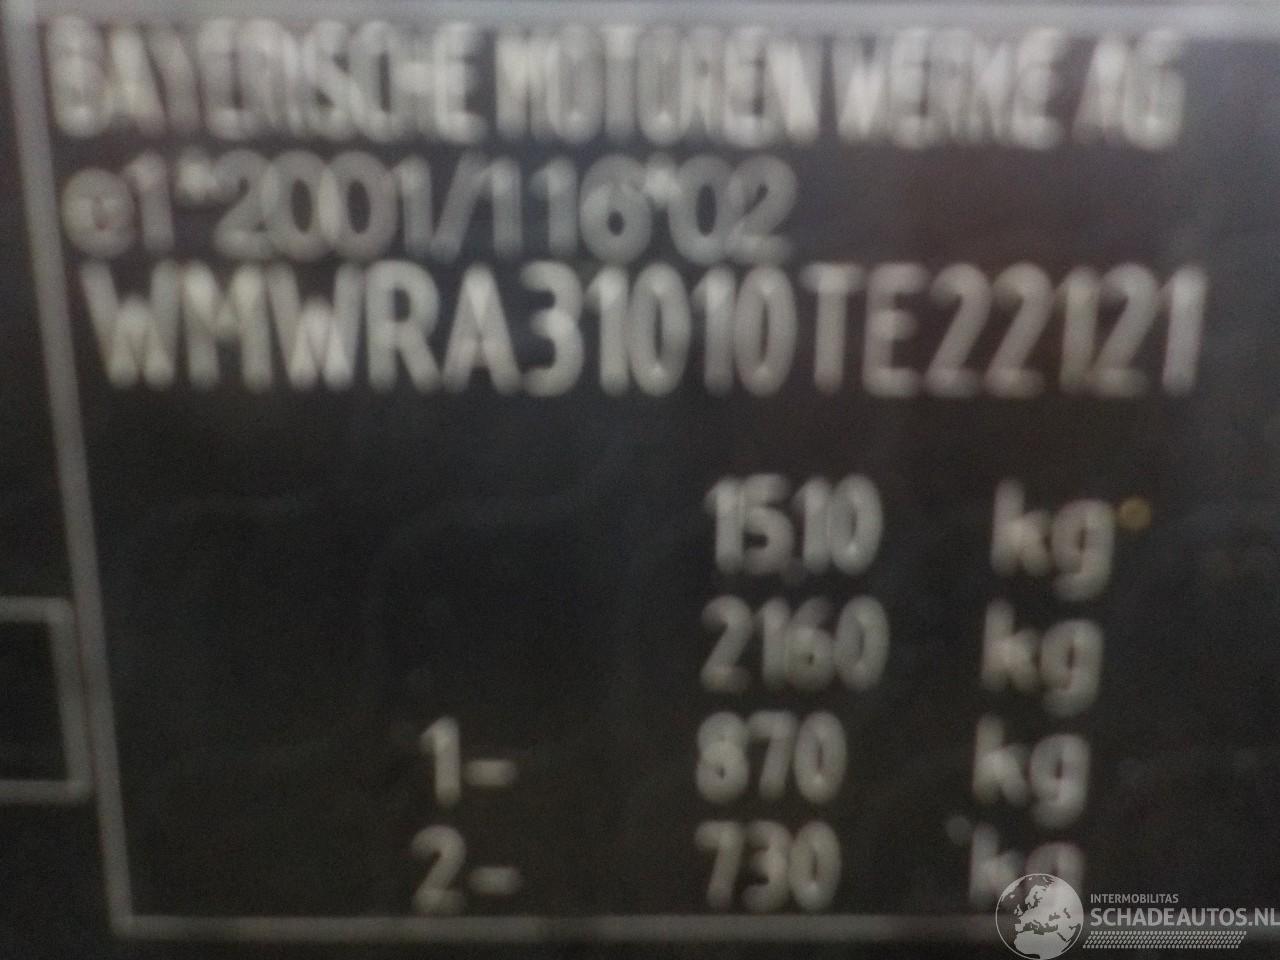 BAYERISCHE MOTOREN WERKE AG
e1*2001/116*02
WMWRA31010TE22121
1510 kg
2160 kg
1- 870 kg
2- 730 kg
INTERMOBILITAS
SCHADEAUTOS.NL